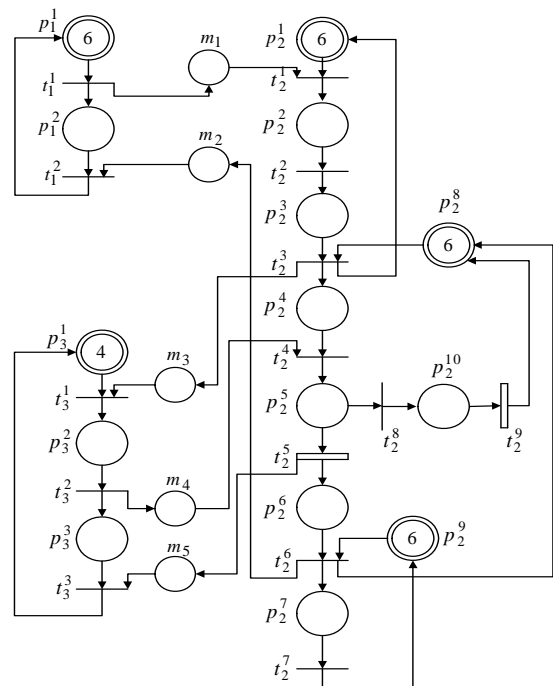 p_1^1 6 m_1 p_2^1 6
t_1^1 t_2^1
p_1^2 p_2^2
m_2
t_1^2 t_2^2
p_2^3 p_2^8
6
t_2^3
p_2^4
p_3^1 4 m_3 t_2^4 p_2^10
t_3^1 p_2^5
p_3^2 t_2^8 t_2^9
t_2^5
t_3^2 m_4 p_2^6
p_3^3 m_5 6 p_2^9
t_2^6
t_3^3
p_2^7
t_2^7